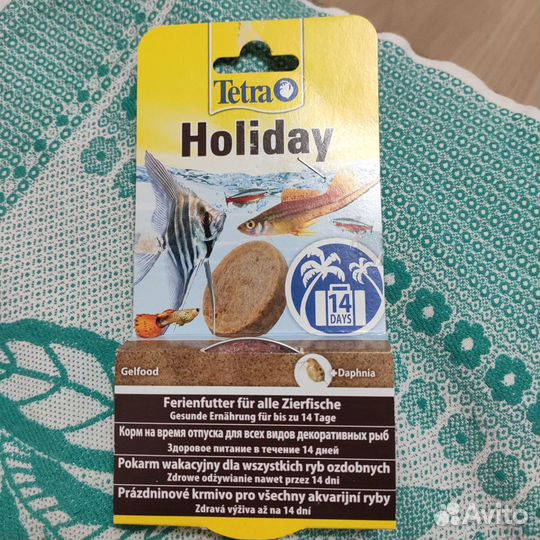 Tetra
Holiday
14
DAYS
Gelfood
+Daphnia
Ferienfutter für alle Zierfische
Gesunde Ernährung für bis zu 14 Tage
Корм на время отпуска для всех видов декоративных рыб
Здоровое питание в течение 14 дней
Pokarm wakacyjny dla wszystkich ryb ozdobnych
Zdrowe odżywianie nawet przez 14 dni
Prázdninové krmivo pro všechny akvarijní ryby
Zdravá výživa až na 14 dní
Avito